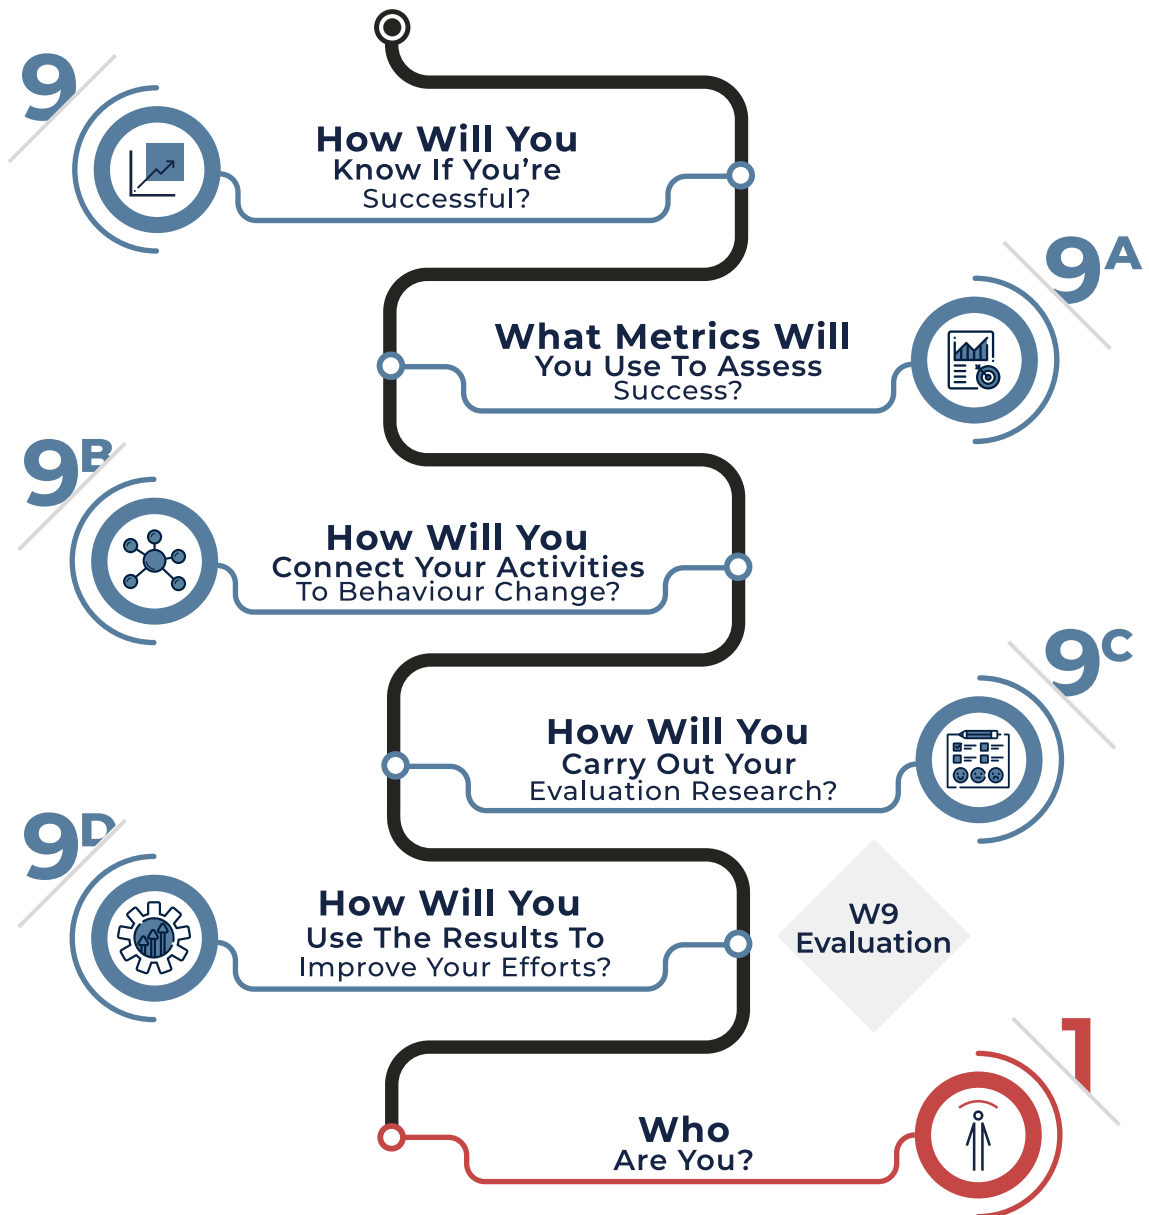 9
How Will You
Know If You're
Successful?
9A
What Metrics Will
You Use To Assess
Success?
9B
How Will You
Connect Your Activities
To Behaviour Change?
9C
How Will You
Carry Out Your
Evaluation Research?
9D
How Will You
Use The Results To
Improve Your Efforts?
W9
Evaluation
1
Who
Are You?